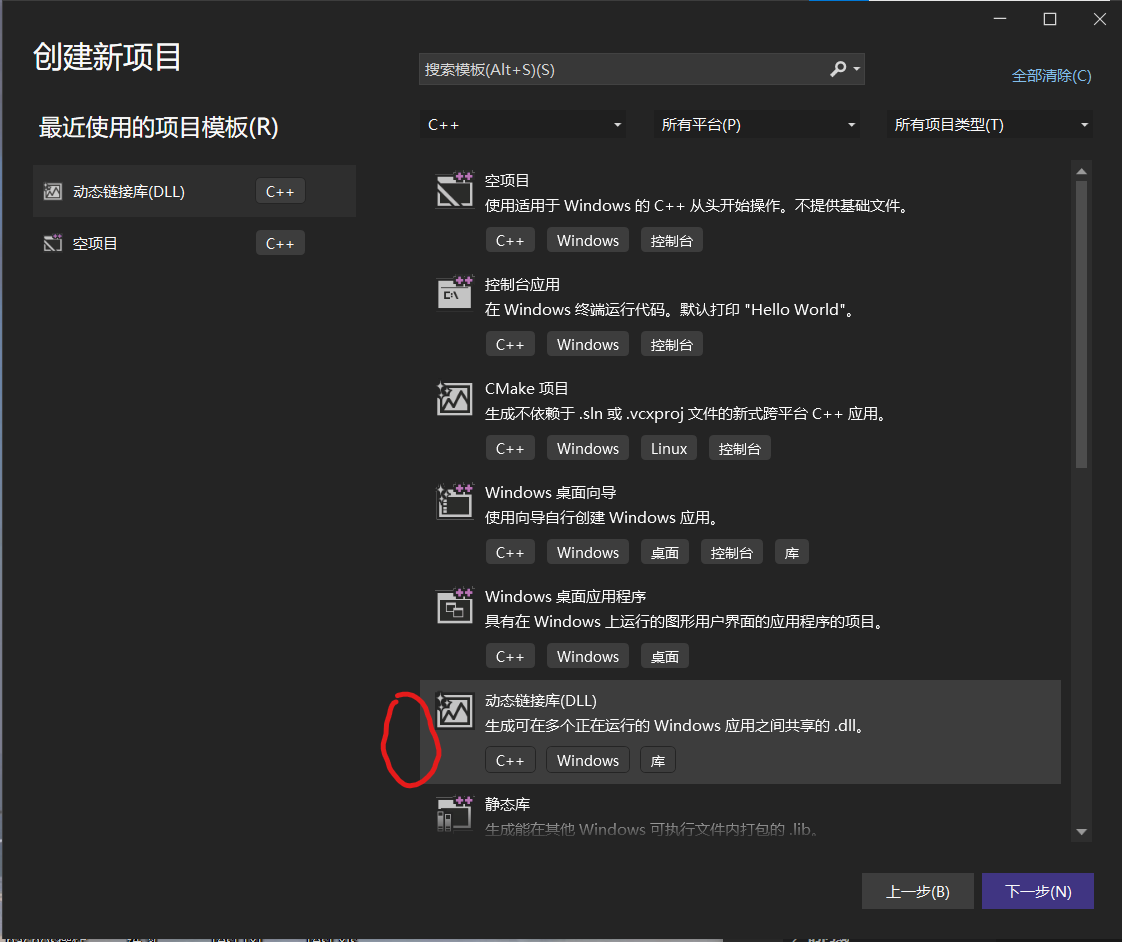 创建新项目
搜索模板(Alt+S)(S)
全部清除(C)
最近使用的项目模板(R)
动态链接库(DLL) C++
空项目 C++
C++ 所有平台(P) 所有项目类型(T)
空项目
使用适用于 Windows 的 C++ 从头开始操作。不提供基础文件。
C++ Windows 控制台
控制台应用
C:\
在 Windows 终端运行代码。默认打印 "Hello World"。
C++ Windows 控制台
CMake 项目
生成不依赖于 .sln 或 .vcxproj 文件的新式跨平台 C++ 应用。
C++ Windows Linux 控制台
Windows 桌面向导
使用向导自行创建 Windows 应用。
C++ Windows 桌面 控制台 库
Windows 桌面应用程序
具有在 Windows 上运行的图形用户界面的应用程序的项目。
C++ Windows 桌面
动态链接库(DLL)
生成可在多个正在运行的 Windows 应用之间共享的 .dll。
C++ Windows 库
静态库
生成能在其他 Windows 可执行文件内打包的 .lib。
上一步(B) 下一步(N)